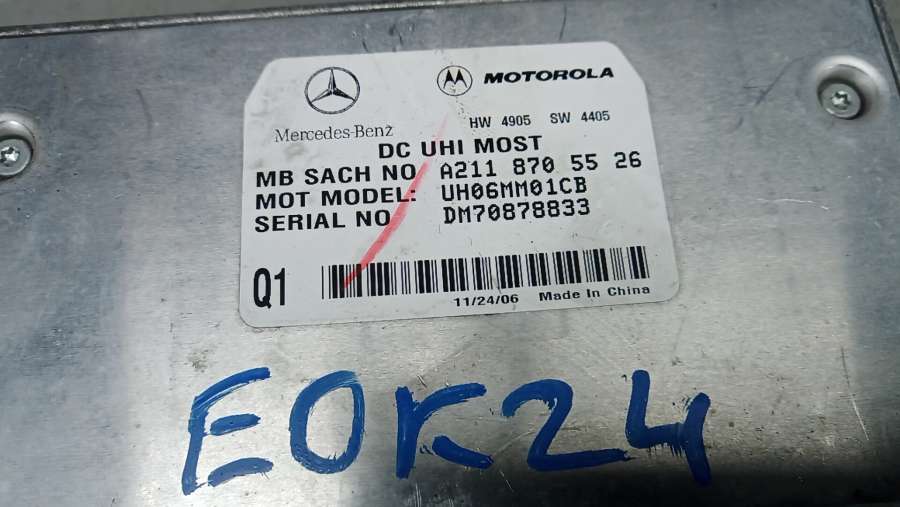 MOTOROLA
Mercedes-Benz
HW 4905 SW 4405
DC UHI MOST
MB SACH NO A211 870 55 26
MOT MODEL: UH06MM01CB
SERIAL NO DM70878833
Q1
11/24/06 Made In China
EOK24